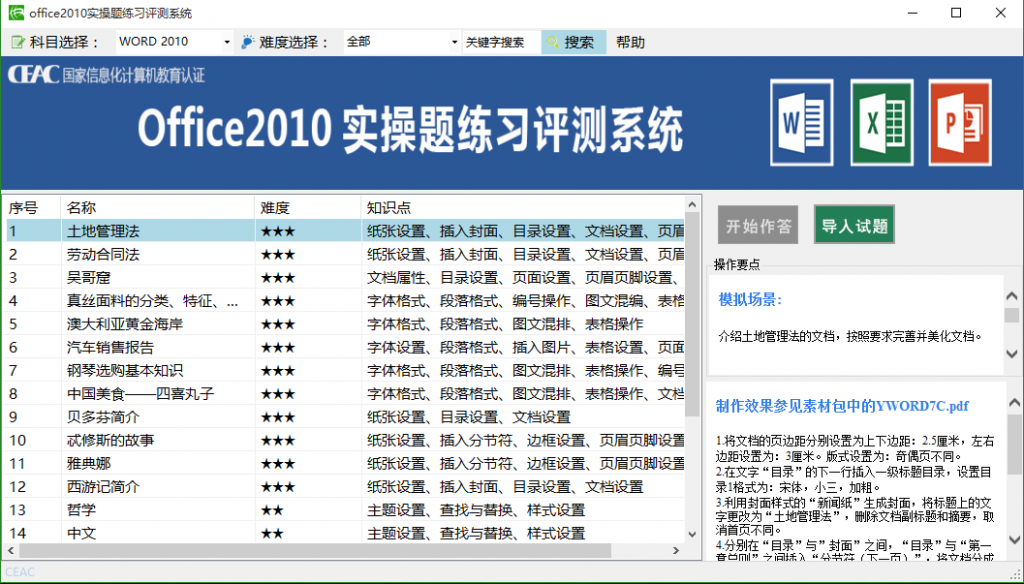 office2010实操题练习评测系统
科目选择： WORD 2010 难度选择： 全部 关键字搜索 搜索 帮助
CEAC 国家信息化计算机教育认证
Office2010 实操题练习评测系统
W X P
序号 名称 难度 知识点
1 土地管理法 ★★★ 纸张设置、插入封面、目录设置、文档设置、页眉
2 劳动合同法 ★★★ 纸张设置、插入封面、目录设置、文档设置、页眉
3 吴哥窟 ★★★ 文档属性、目录设置、页面设置、页眉页脚设置、
4 真丝面料的分类、特征、... ★★★ 字体格式、段落格式、编号操作、图文混编、表格
5 澳大利亚黄金海岸 ★★★ 字体格式、段落格式、图文混排、表格操作
6 汽车销售报告 ★★★ 字体设置、段落格式、插入图片、表格设置、页面
7 钢琴选购基本知识 ★★★ 字体格式、段落格式、图文混排、表格操作、编号
8 中国美食——四喜丸子 ★★★ 字体格式、段落格式、图文混排、表格操作、文档
9 贝多芬简介 ★★★ 纸张设置、目录设置、文档设置
10 忒修斯的故事 ★★★ 纸张设置、插入分节符、边框设置、页眉页脚设置
11 雅典娜 ★★★ 纸张设置、插入分节符、边框设置、页眉页脚设置
12 西游记简介 ★★★ 纸张设置、插入封面、目录设置、文档设置
13 哲学 ★★ 主题设置、查找与替换、样式设置
14 中文 ★★ 主题设置、查找与替换、样式设置
开始作答 导入试题
操作要点
模拟场景:
介绍土地管理法的文档，按照要求完善并美化文档。
制作效果参见素材包中的YWORD7C.pdf
1.将文档的页边距分别设置为上下边距：2.5厘米，左右
边距设置为：3厘米。版式设置为：奇偶页不同。
2.在文字“目录”的下一行插入一级标题目录，设置目
录1格式为：宋体，小三，加粗。
3.利用封面样式的“新闻纸”生成封面，将标题上的文
字更改为“土地管理法”，删除文档副标题和摘要，取
消首页不同。
4.分别在“目录”与”封面”之间，“目录”与“第一
章总则”之间插入“分节符（下一页）”，将文档分成
CEAC